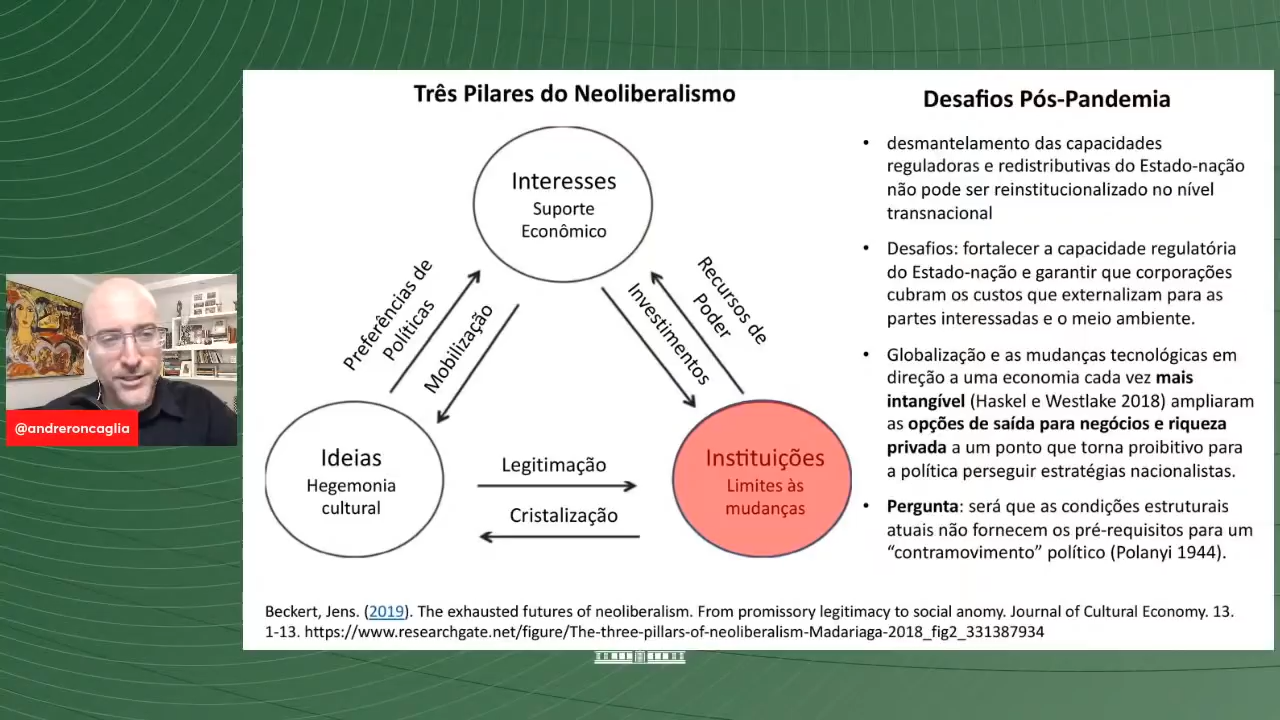 Três Pilares do Neoliberalismo
Interesses
Suporte
Econômico
Preferências de
Políticas
Mobilização
Investimentos
Recursos de
Poder
Ideias
Hegemonia
cultural
Legitimação
Cristalização
Instituições
Limites às
mudanças
Desafios Pós-Pandemia
• desmantelamento das capacidades
reguladoras e redistributivas do Estado-nação
não pode ser reinstitucionalizado no nível
transnacional
• Desafios: fortalecer a capacidade regulatória
do Estado-nação e garantir que corporações
cubram os custos que externalizam para as
partes interessadas e o meio ambiente.
• Globalização e as mudanças tecnológicas em
direção a uma economia cada vez mais
intangível (Haskel e Westlake 2018) ampliaram
as opções de saída para negócios e riqueza
privada a um ponto que torna proibitivo para
a política perseguir estratégias nacionalistas.
• Pergunta: será que as condições estruturais
atuais não fornecem os pré-requisitos para um
“contramovimento” político (Polanyi 1944).
Beckert, Jens. (2019). The exhausted futures of neoliberalism. From promissory legitimacy to social anomy. Journal of Cultural Economy. 13.
1-13. https://www.researchgate.net/figure/The-three-pillars-of-neoliberalism-Madariaga-2018_fig2_331387934
@andreroncaglia